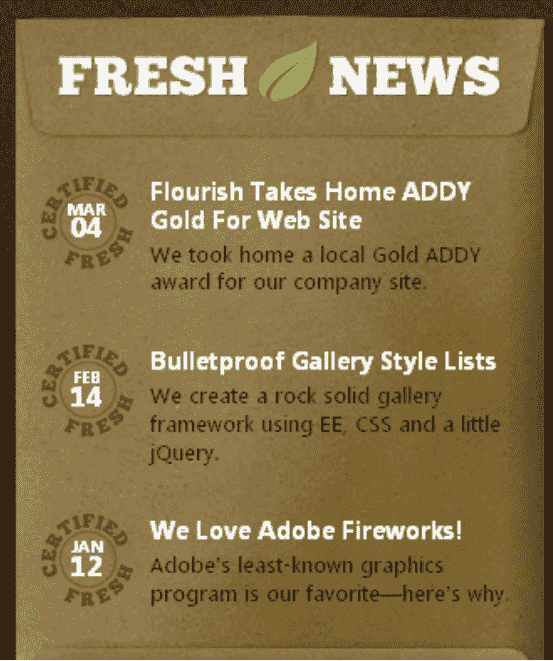 FRESH NEWS
CERTIFIED
MAR
04
FRESH
Flourish Takes Home ADDY
Gold For Web Site
We took home a local Gold ADDY
award for our company site.
CERTIFIED
FEB
14
FRESH
Bulletproof Gallery Style Lists
We create a rock solid gallery
framework using EE, CSS and a little
jQuery.
CERTIFIED
JAN
12
FRESH
We Love Adobe Fireworks!
Adobe's least-known graphics
program is our favorite—here's why.